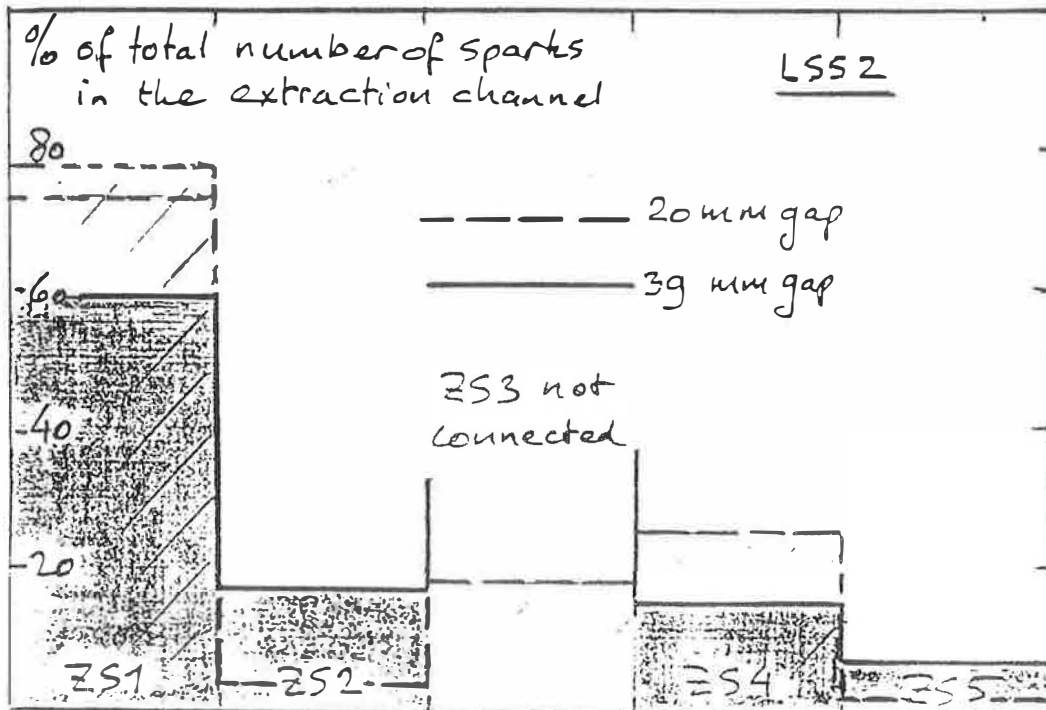 % of total number of sparks
in the extraction channel
LSS2
80
20 mm gap
60
39 mm gap
ZS3 not
connected
40
20
ZS1
ZS2
ZS4
ZS5